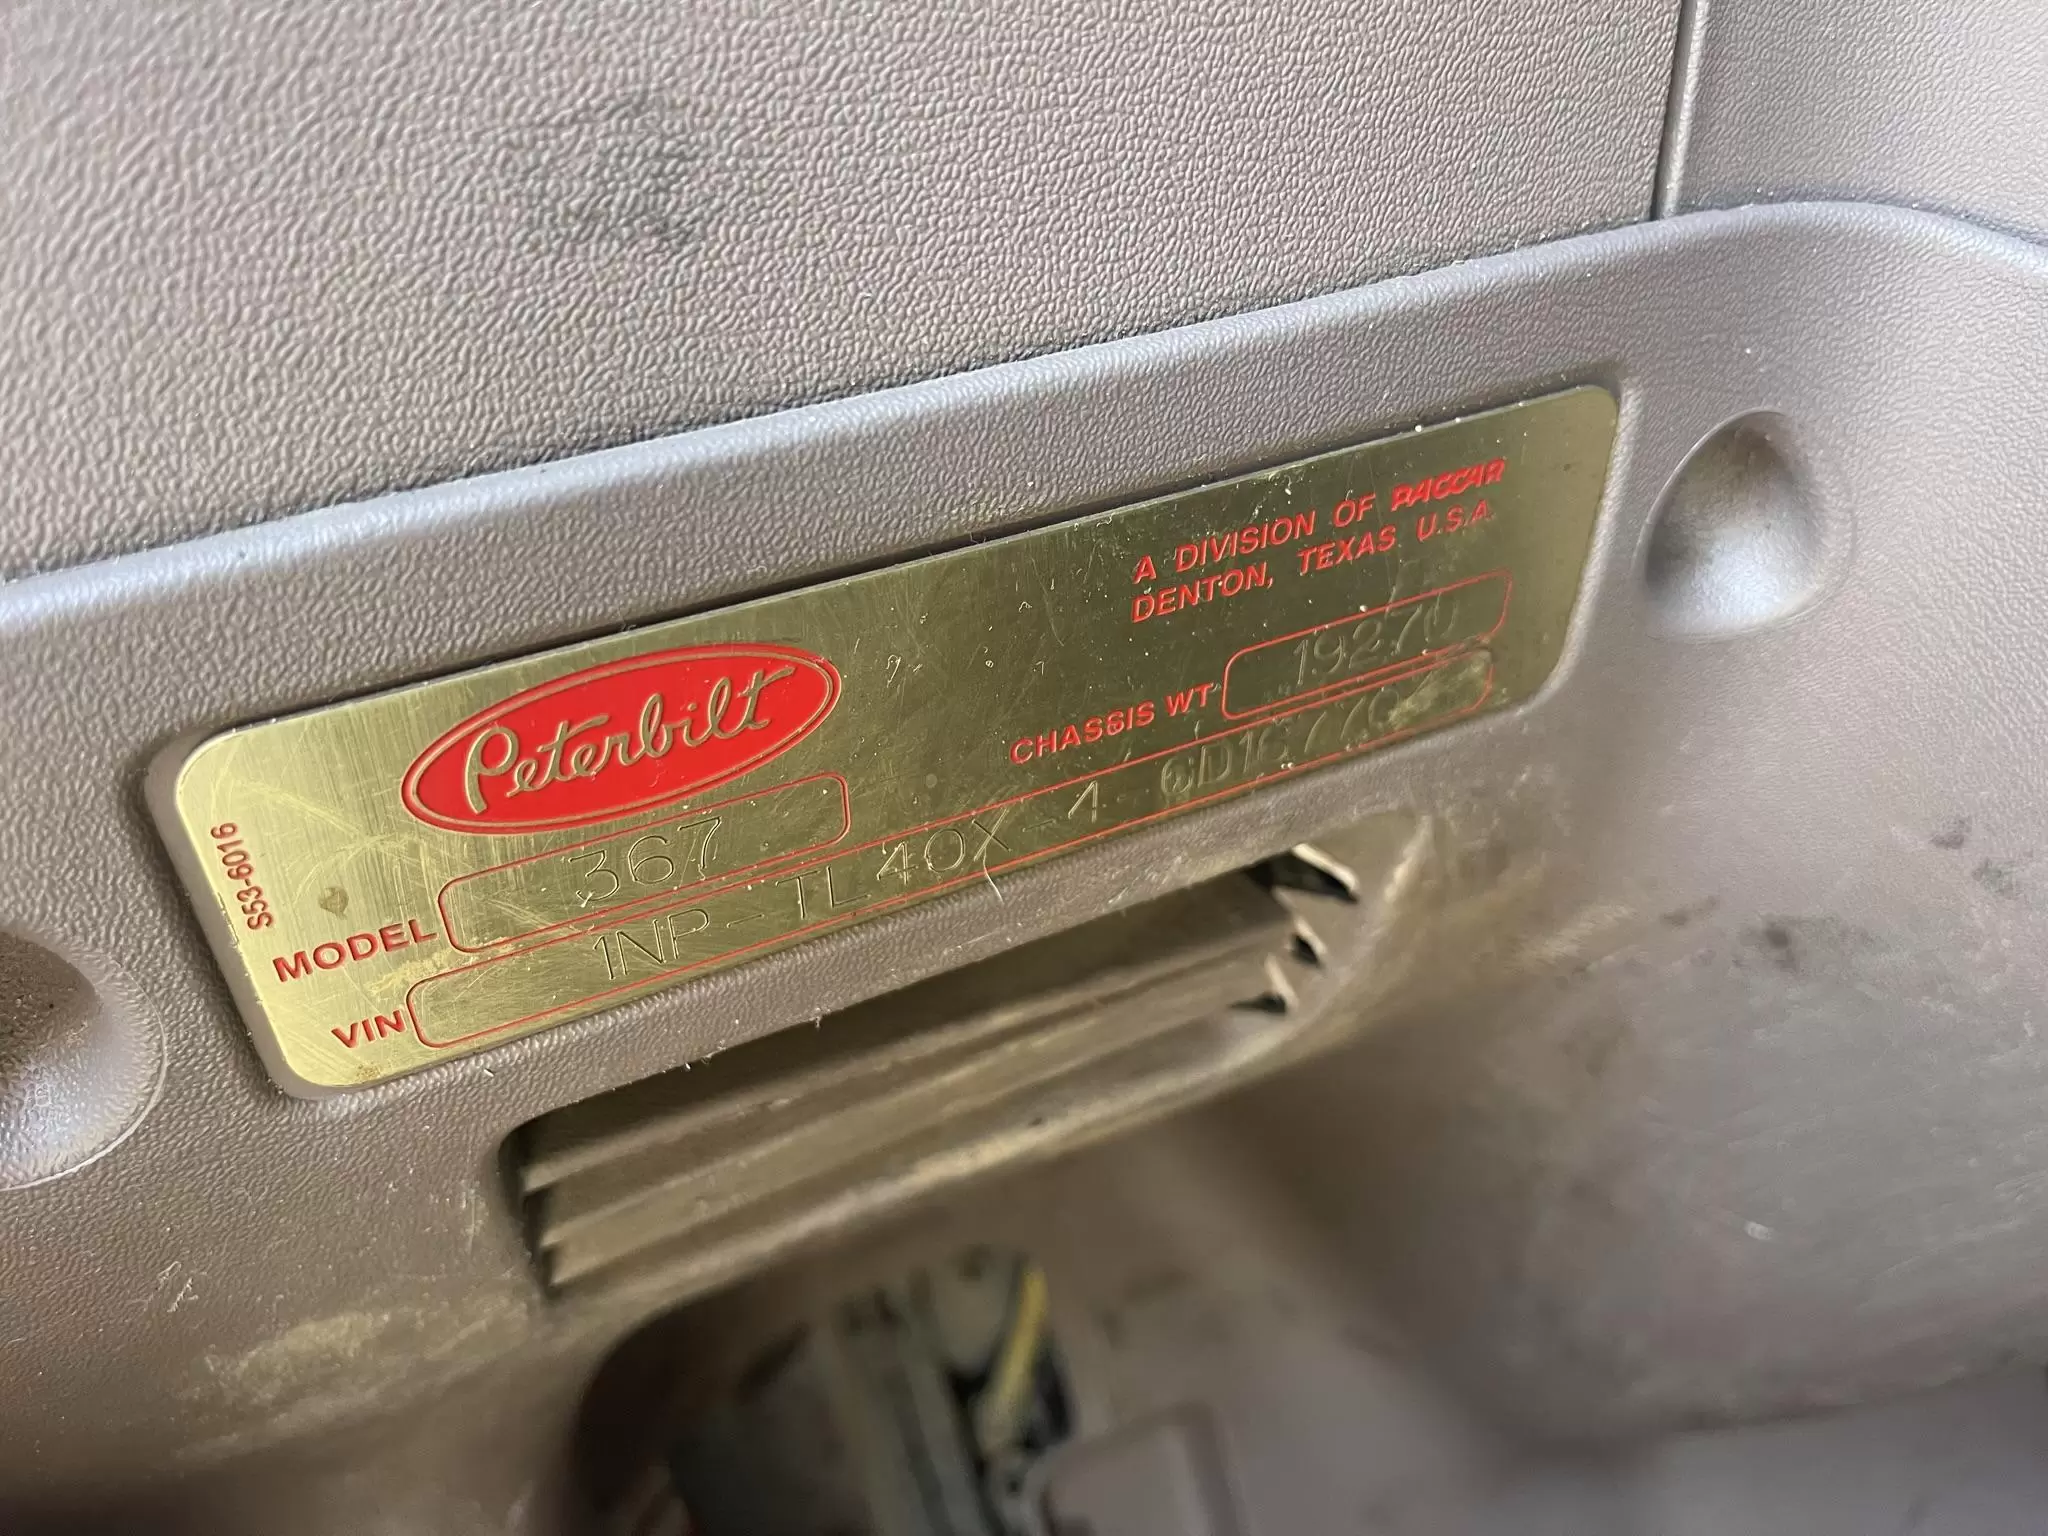 Peterbilt
A DIVISION OF PACCAR
DENTON, TEXAS U.S.A.
S53-6016
MODEL 367
CHASSIS WT 19270
VIN 1NP-TL40X-4-